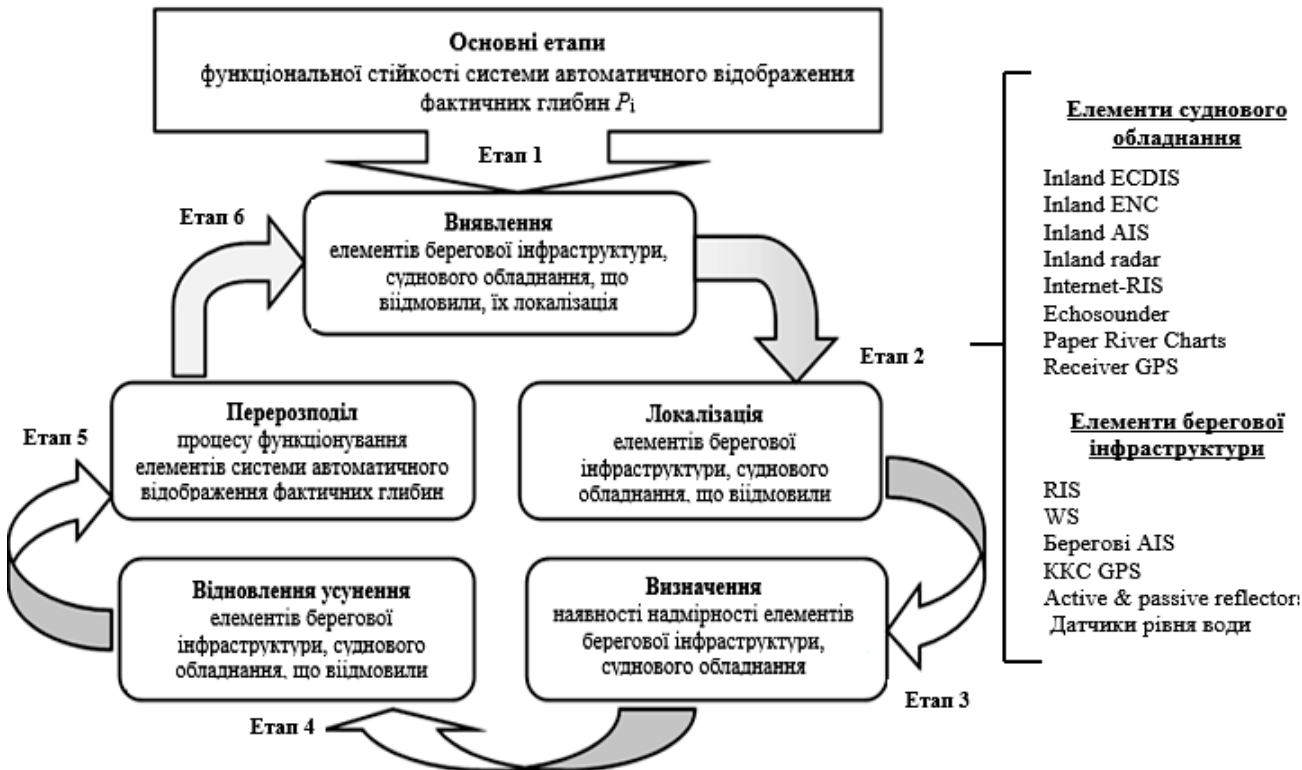 Основні етапи
функціональної стійкості системи автоматичного відображення
фактичних глибин Pi
Етап 1
Виявлення
елементів берегової інфраструктури,
суднового обладнання, що
віідмовили, їх локалізація
Етап 2
Локалізація
елементів берегової
інфраструктури, суднового
обладнання, що віідмовили
Етап 3
Визначення
наявності надмірності елементів
берегової інфраструктури,
суднового обладнання
Етап 4
Відновлення усунення
елементів берегової
інфраструктури, суднового
обладнання, що віідмовили
Етап 5
Перерозподіл
процесу функціонування
елементів системи автоматичного
відображення фактичних глибин
Етап 6
Елементи суднового
обладнання
Inland ECDIS
Inland ENC
Inland AIS
Inland radar
Internet-RIS
Echosounder
Paper River Charts
Receiver GPS
Елементи берегової
інфраструктури
RIS
WS
Берегові AIS
ККС GPS
Active & passive reflectors
Датчики рівня води